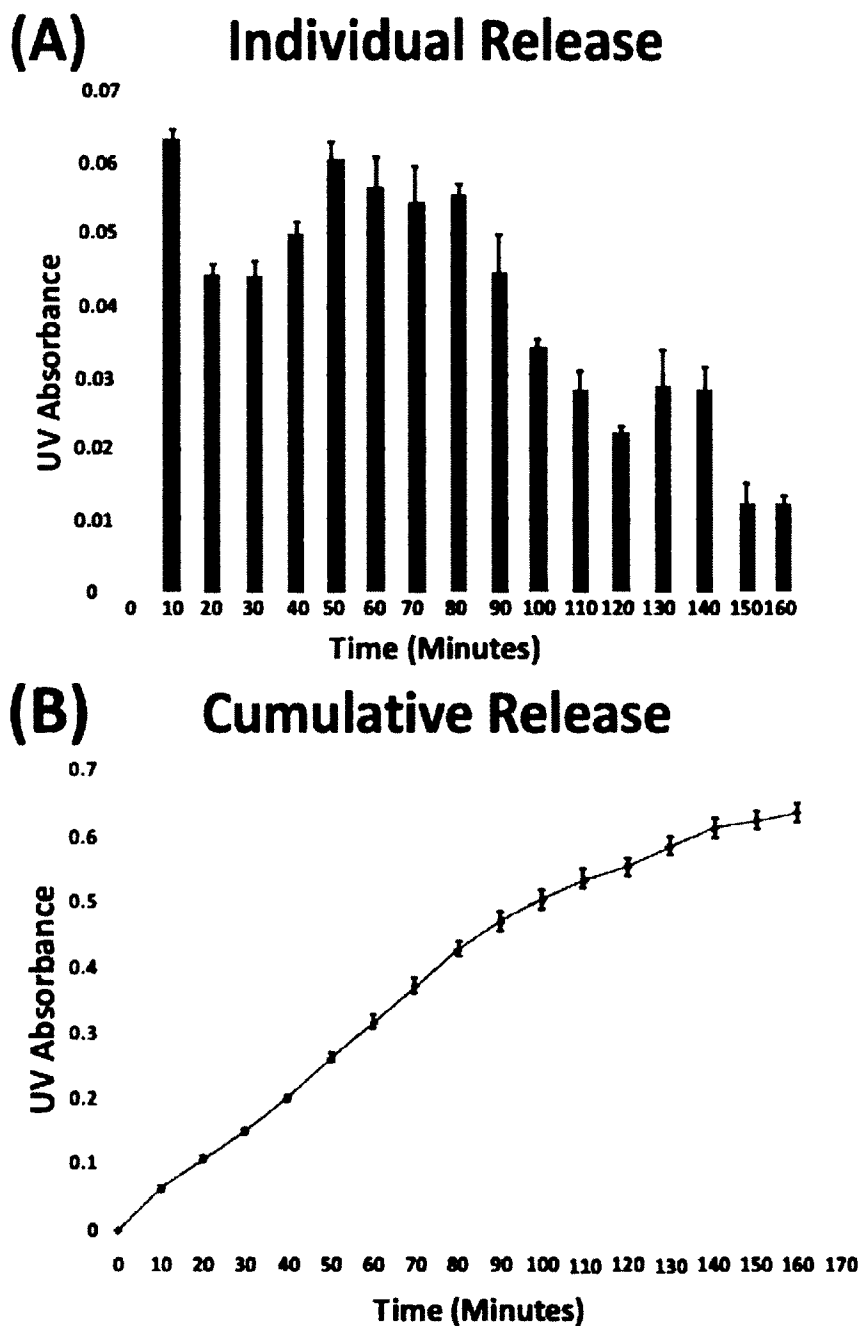 (A) Individual Release
0.07
0.06
0.05
0.04
0.03
0.02
0.01
0
UV Absorbance
0 10 20 30 40 50 60 70 80 90 100 110 120 130 140 150 160
Time (Minutes)
(B) Cumulative Release
0.7
0.6
0.5
0.4
0.3
0.2
0.1
0
UV Absorbance
0 10 20 30 40 50 60 70 80 90 100 110 120 130 140 150 160 170
Time (Minutes)